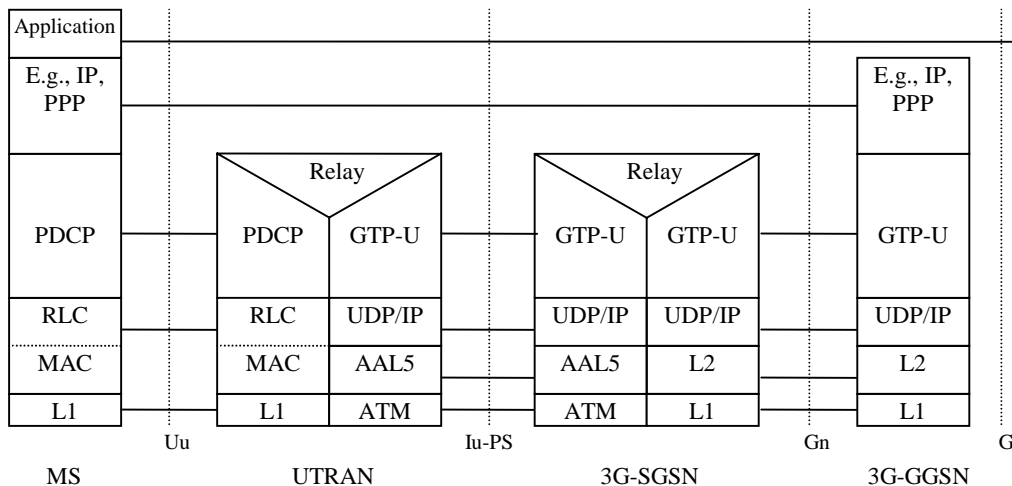 Application
E.g., IP,
PPP
E.g., IP,
PPP
Relay
Relay
PDCP
PDCP
GTP-U
GTP-U
GTP-U
GTP-U
RLC
RLC
UDP/IP
UDP/IP
UDP/IP
UDP/IP
MAC
MAC
AAL5
AAL5
L2
L2
L1
L1
ATM
ATM
L1
L1
Uu
Iu-PS
Gn
G
MS
UTRAN
3G-SGSN
3G-GGSN